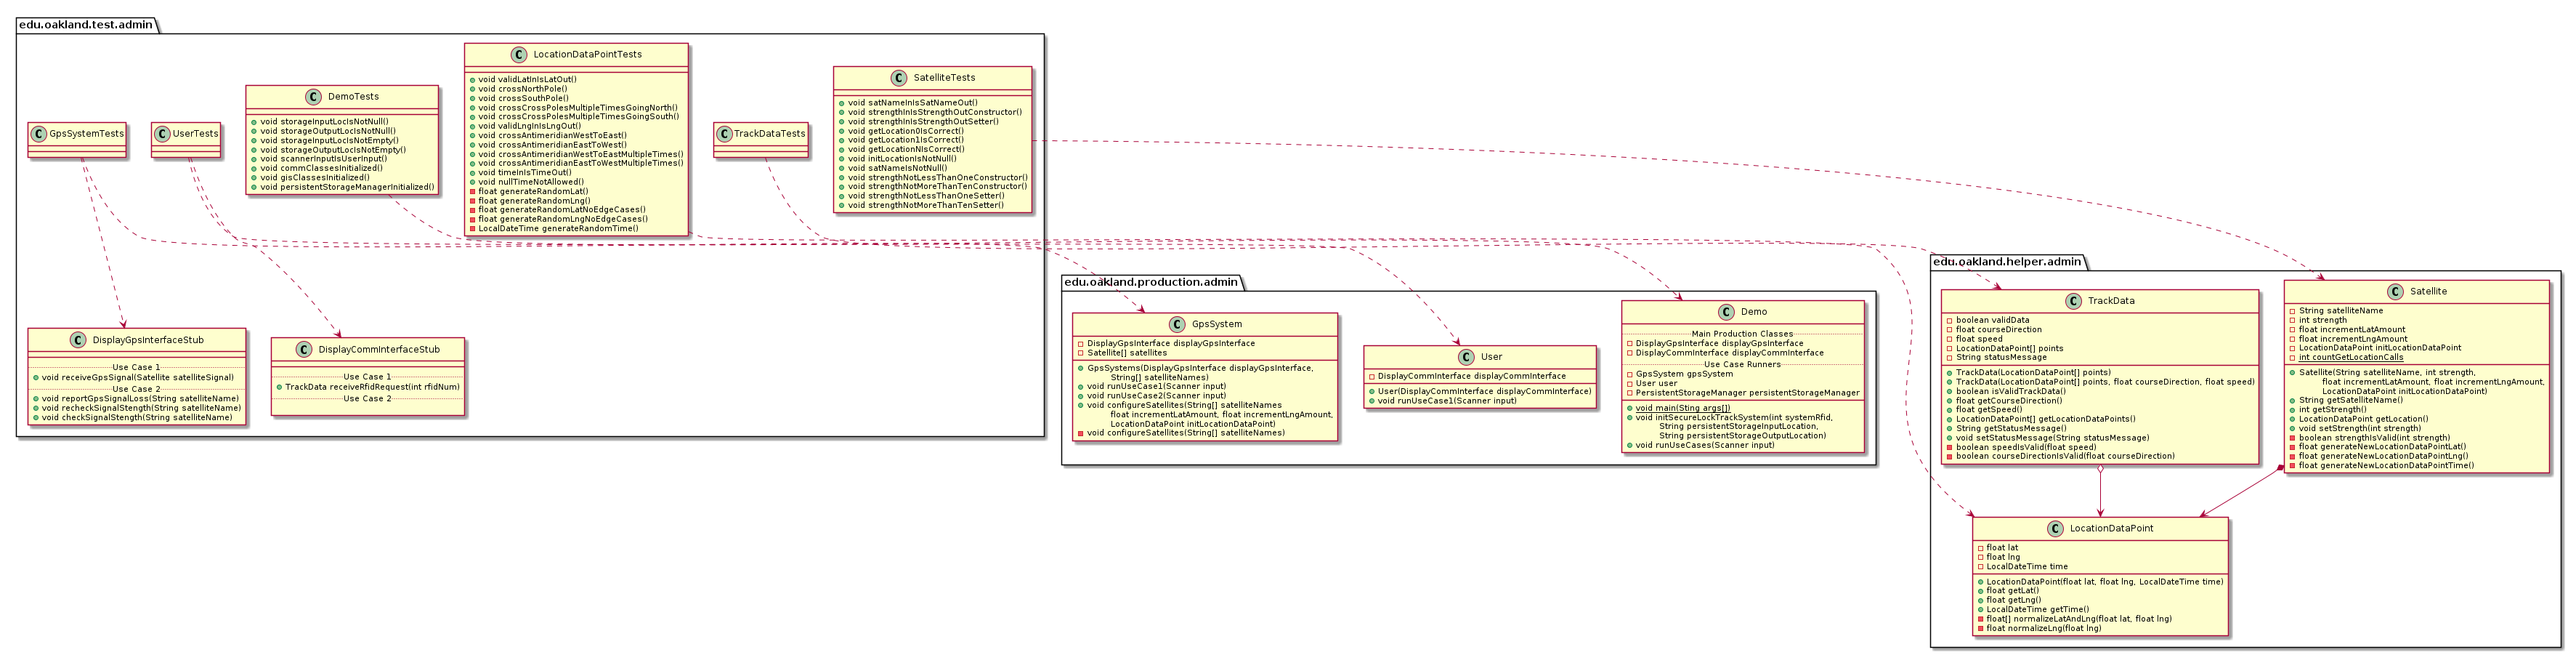 edu.oakland.test.admin
GpsSystemTests
UserTests
DemoTests
void storageInputLocIsNotNull()
void storageOutputLocIsNotNull()
void storageInputLocIsNotEmpty()
void storageOutputLocIsNotEmpty()
void scannerInputIsUserInput()
void commClassesInitialized()
void gisClassesInitialized()
void persistentStorageManagerInitialized()
LocationDataPointTests
void validLatInIsLatOut()
void crossNorthPole()
void crossSouthPole()
void crossCrossPolesMultipleTimesGoingNorth()
void crossCrossPolesMultipleTimesGoingSouth()
void validLngInIsLngOut()
void crossAntimeridianWestToEast()
void crossAntimeridianEastToWest()
void crossAntimeridianWestToEastMultipleTimes()
void crossAntimeridianEastToWestMultipleTimes()
void timeInIsTimeOut()
void nullTimeNotAllowed()
float generateRandomLat()
float generateRandomLng()
float generateRandomLatNoEdgeCases()
float generateRandomLngNoEdgeCases()
LocalDateTime generateRandomTime()
TrackDataTests
SatelliteTests
void satNameInIsSatNameOut()
void strengthInIsStrengthOutConstructor()
void strengthInIsStrengthOutSetter()
void getLocation0IsCorrect()
void getLocation1IsCorrect()
void getLocationNIsCorrect()
void initLocationIsNotNull()
void satNameIsNotNull()
void strengthNotLessThanOneConstructor()
void strengthNotMoreThanTenConstructor()
void strengthNotLessThanOneSetter()
void strengthNotMoreThanTenSetter()
DisplayGpsInterfaceStub
Use Case 1
void receiveGpsSignal(Satellite satelliteSignal)
Use Case 2
void reportGpsSignalLoss(String satelliteName)
void recheckSignalStength(String satelliteName)
void checkSignalStength(String satelliteName)
DisplayCommInterfaceStub
Use Case 1
TrackData receiveRfidRequest(int rfidNum)
Use Case 2
edu.oakland.production.admin
GpsSystem
DisplayGpsInterface displayGpsInterface
Satellite[] satellites
GpsSystems(DisplayGpsInterface displayGpsInterface,
String[] satelliteNames)
void runUseCase1(Scanner input)
void runUseCase2(Scanner input)
void configureSatellites(String[] satelliteNames
float incrementLatAmount, float incrementLngAmount,
LocationDataPoint initLocationDataPoint)
void configureSatellites(String[] satelliteNames)
User
DisplayCommInterface displayCommInterface
User(DisplayCommInterface displayCommInterface)
void runUseCase1(Scanner input)
Demo
Main Production Classes
DisplayGpsInterface displayGpsInterface
DisplayCommInterface displayCommInterface
Use Case Runners
GpsSystem gpsSystem
User user
PersistentStorageManager persistentStorageManager
void main(Sting args[])
void initSecureLockTrackSystem(int systemRfid,
String persistentStorageInputLocation,
String persistentStorageOutputLocation)
void runUseCases(Scanner input)
edu.oakland.helper.admin
TrackData
boolean validData
float courseDirection
float speed
LocationDataPoint[] points
String statusMessage
TrackData(LocationDataPoint[] points)
TrackData(LocationDataPoint[] points, float courseDirection, float speed)
boolean isValidTrackData()
float getCourseDirection()
float getSpeed()
LocationDataPoint[] getLocationDataPoints()
String getStatusMessage()
void setStatusMessage(String statusMessage)
boolean speedIsValid(float speed)
boolean courseDirectionIsValid(float courseDirection)
Satellite
String satelliteName
int strength
float incrementLatAmount
float incrementLngAmount
LocationDataPoint initLocationDataPoint
int countGetLocationCalls
Satellite(String satelliteName, int strength,
float incrementLatAmount, float incrementLngAmount,
LocationDataPoint initLocationDataPoint)
String getSatelliteName()
int getStrength()
LocationDataPoint getLocation()
void setStrength(int strength)
boolean strengthIsValid(int strength)
float generateNewLocationDataPointLat()
float generateNewLocationDataPointLng()
float generateNewLocationDataPointTime()
LocationDataPoint
float lat
float lng
LocalDateTime time
LocationDataPoint(float lat, float lng, LocalDateTime time)
float getLat()
float getLng()
LocalDateTime getTime()
float[] normalizeLatAndLng(float lat, float lng)
float normalizeLng(float lng)